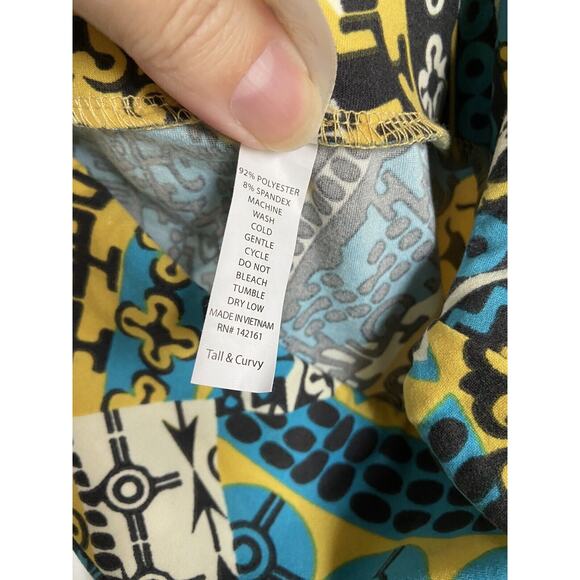 92% POLYESTER
8% SPANDEX
MACHINE
WASH
COLD
GENTLE
CYCLE
DO NOT
BLEACH
TUMBLE
DRY LOW
MADE IN VIETNAM
RN# 142161
Tall & Curvy